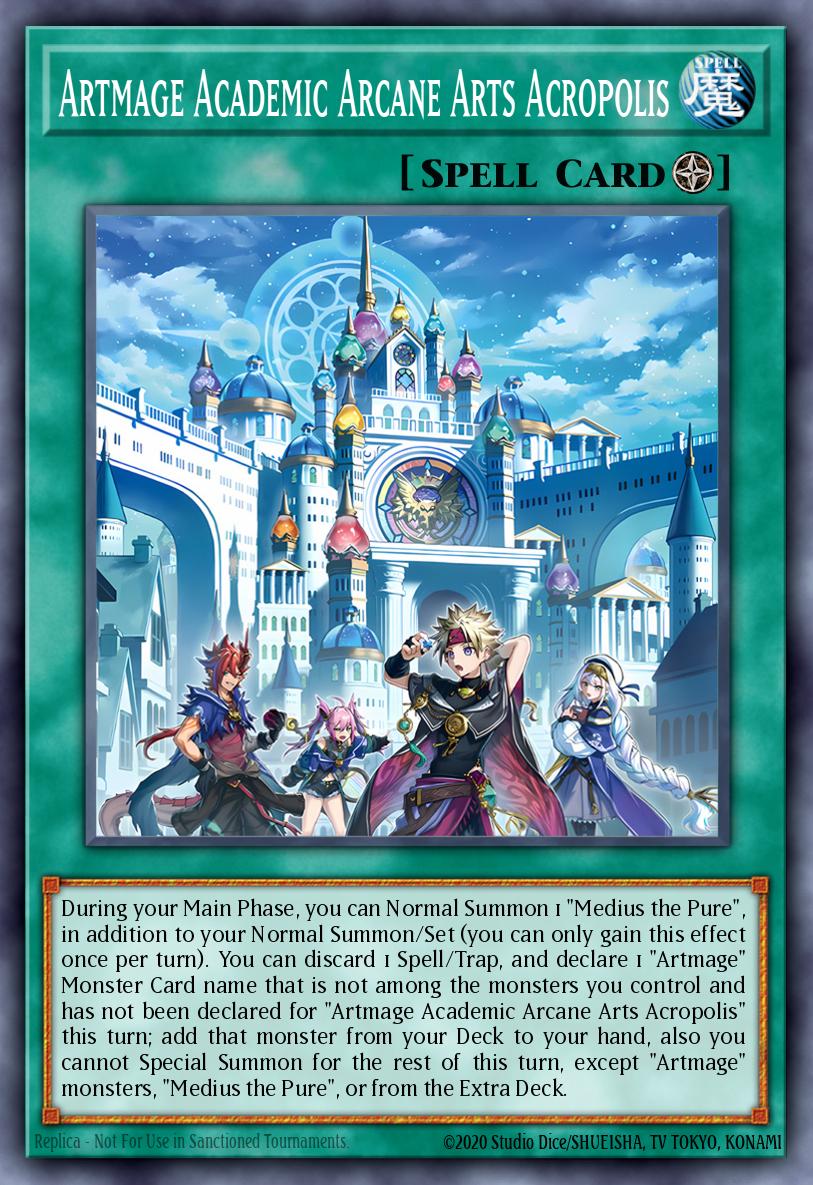 Artmage Academic Arcane Arts Acropolis
SPELL
魔
[Spell Card]
During your Main Phase, you can Normal Summon 1 "Medius the Pure",
in addition to your Normal Summon/Set (you can only gain this effect
once per turn). You can discard 1 Spell/Trap, and declare 1 "Artmage"
Monster Card name that is not among the monsters you control and
has not been declared for "Artmage Academic Arcane Arts Acropolis"
this turn; add that monster from your Deck to your hand, also you
cannot Special Summon for the rest of this turn, except "Artmage"
monsters, "Medius the Pure", or from the Extra Deck.
Replica - Not For Use in Sanctioned Tournaments.
©2020 Studio Dice/SHUEISHA, TV TOKYO, KONAMI